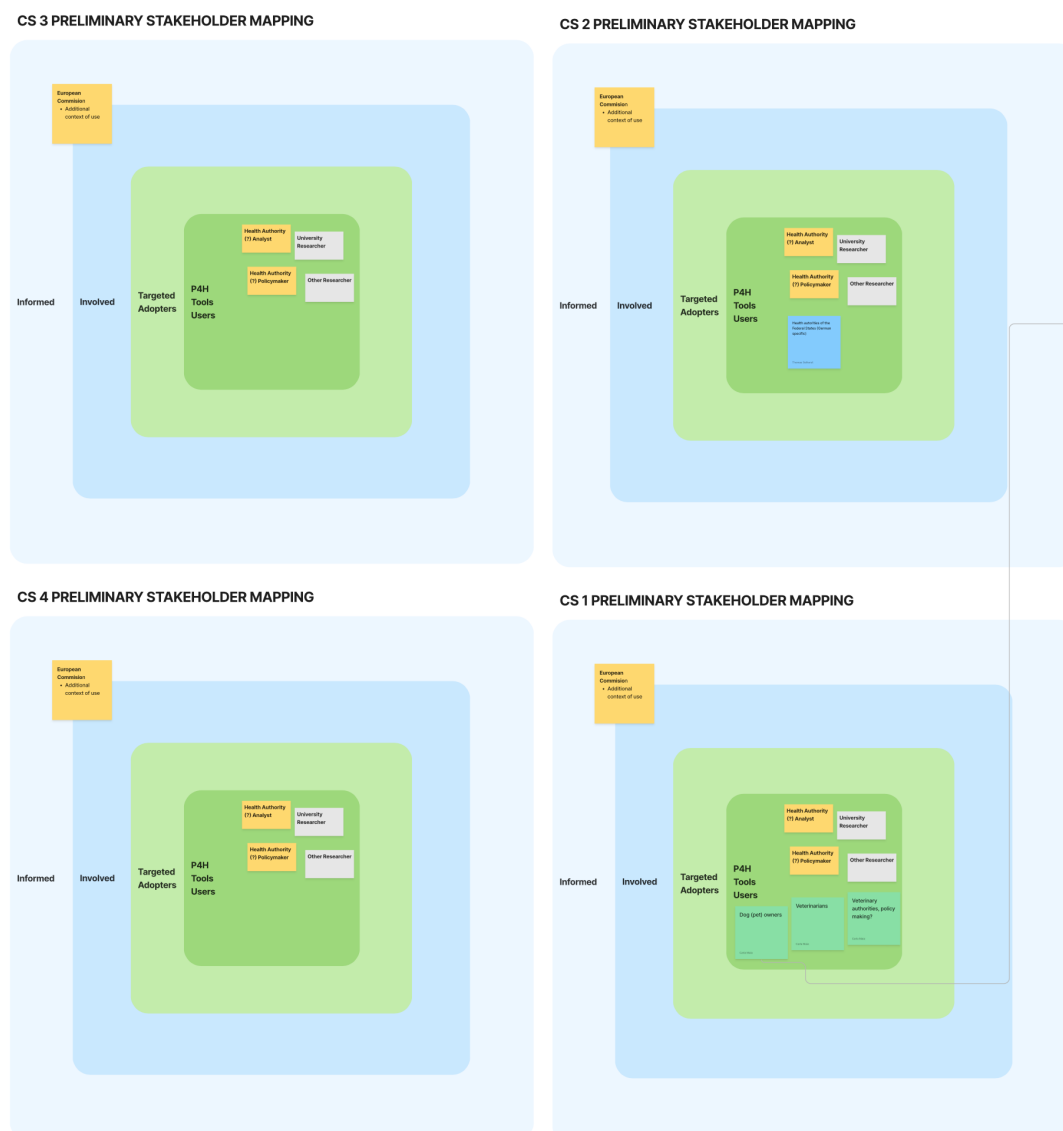 CS 3 PRELIMINARY STAKEHOLDER MAPPING
European
Commision
• Additional
context of use
Health Authority
(?) Analyst
University
Researcher
Health Authority
(?) Policymaker
Other Researcher
Informed
Involved
Targeted
Adopters
P4H
Tools
Users
CS 2 PRELIMINARY STAKEHOLDER MAPPING
European
Commision
• Additional
context of use
Health Authority
(?) Analyst
University
Researcher
Health Authority
(?) Policymaker
Other Researcher
Informed
Involved
Targeted
Adopters
P4H
Tools
Users
Federal States (German
specific)
CS 4 PRELIMINARY STAKEHOLDER MAPPING
European
Commision
• Additional
context of use
Health Authority
(?) Analyst
University
Researcher
Health Authority
(?) Policymaker
Other Researcher
Informed
Involved
Targeted
Adopters
P4H
Tools
Users
CS 1 PRELIMINARY STAKEHOLDER MAPPING
European
Commision
• Additional
context of use
Health Authority
(?) Analyst
University
Researcher
Health Authority
(?) Policymaker
Other Researcher
Informed
Involved
Targeted
Adopters
P4H
Tools
Users
Dog (pet) owners
Veterinarians
Veterinary
authorities, policy
making?